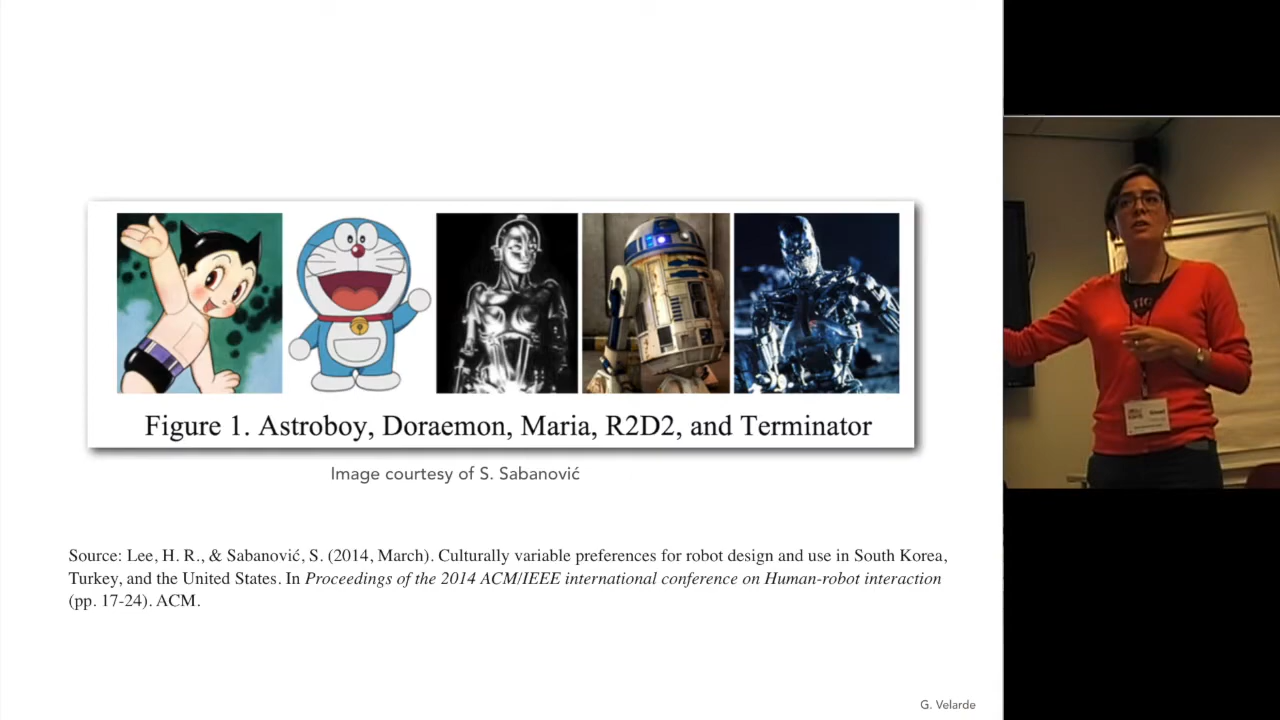 Figure 1. Astroboy, Doraemon, Maria, R2D2, and Terminator
Image courtesy of S. Sabanović
Source: Lee, H. R., & Sabanović, S. (2014, March). Culturally variable preferences for robot design and use in South Korea,
Turkey, and the United States. In Proceedings of the 2014 ACM/IEEE international conference on Human-robot interaction
(pp. 17-24). ACM.
G. Velarde